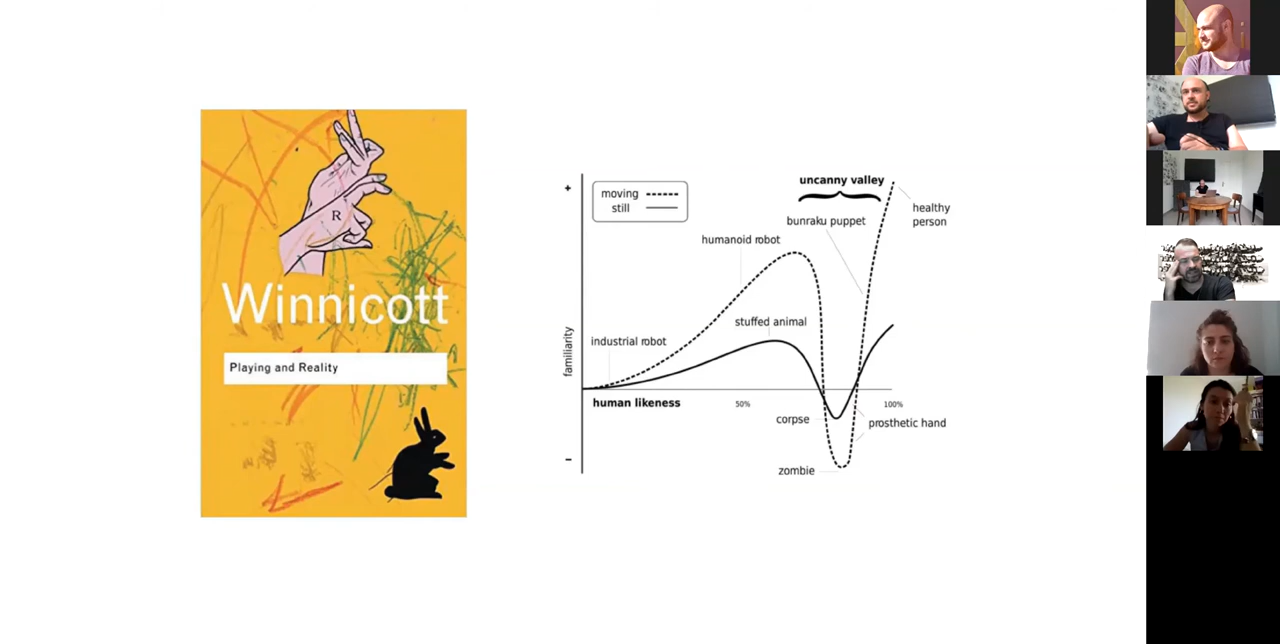 R
Winnicott
Playing and Reality
+
moving
still
uncanny valley
bunraku puppet
healthy
person
humanoid robot
stuffed animal
industrial robot
familiarity
human likeness
50%
100%
corpse
prosthetic hand
zombie
−